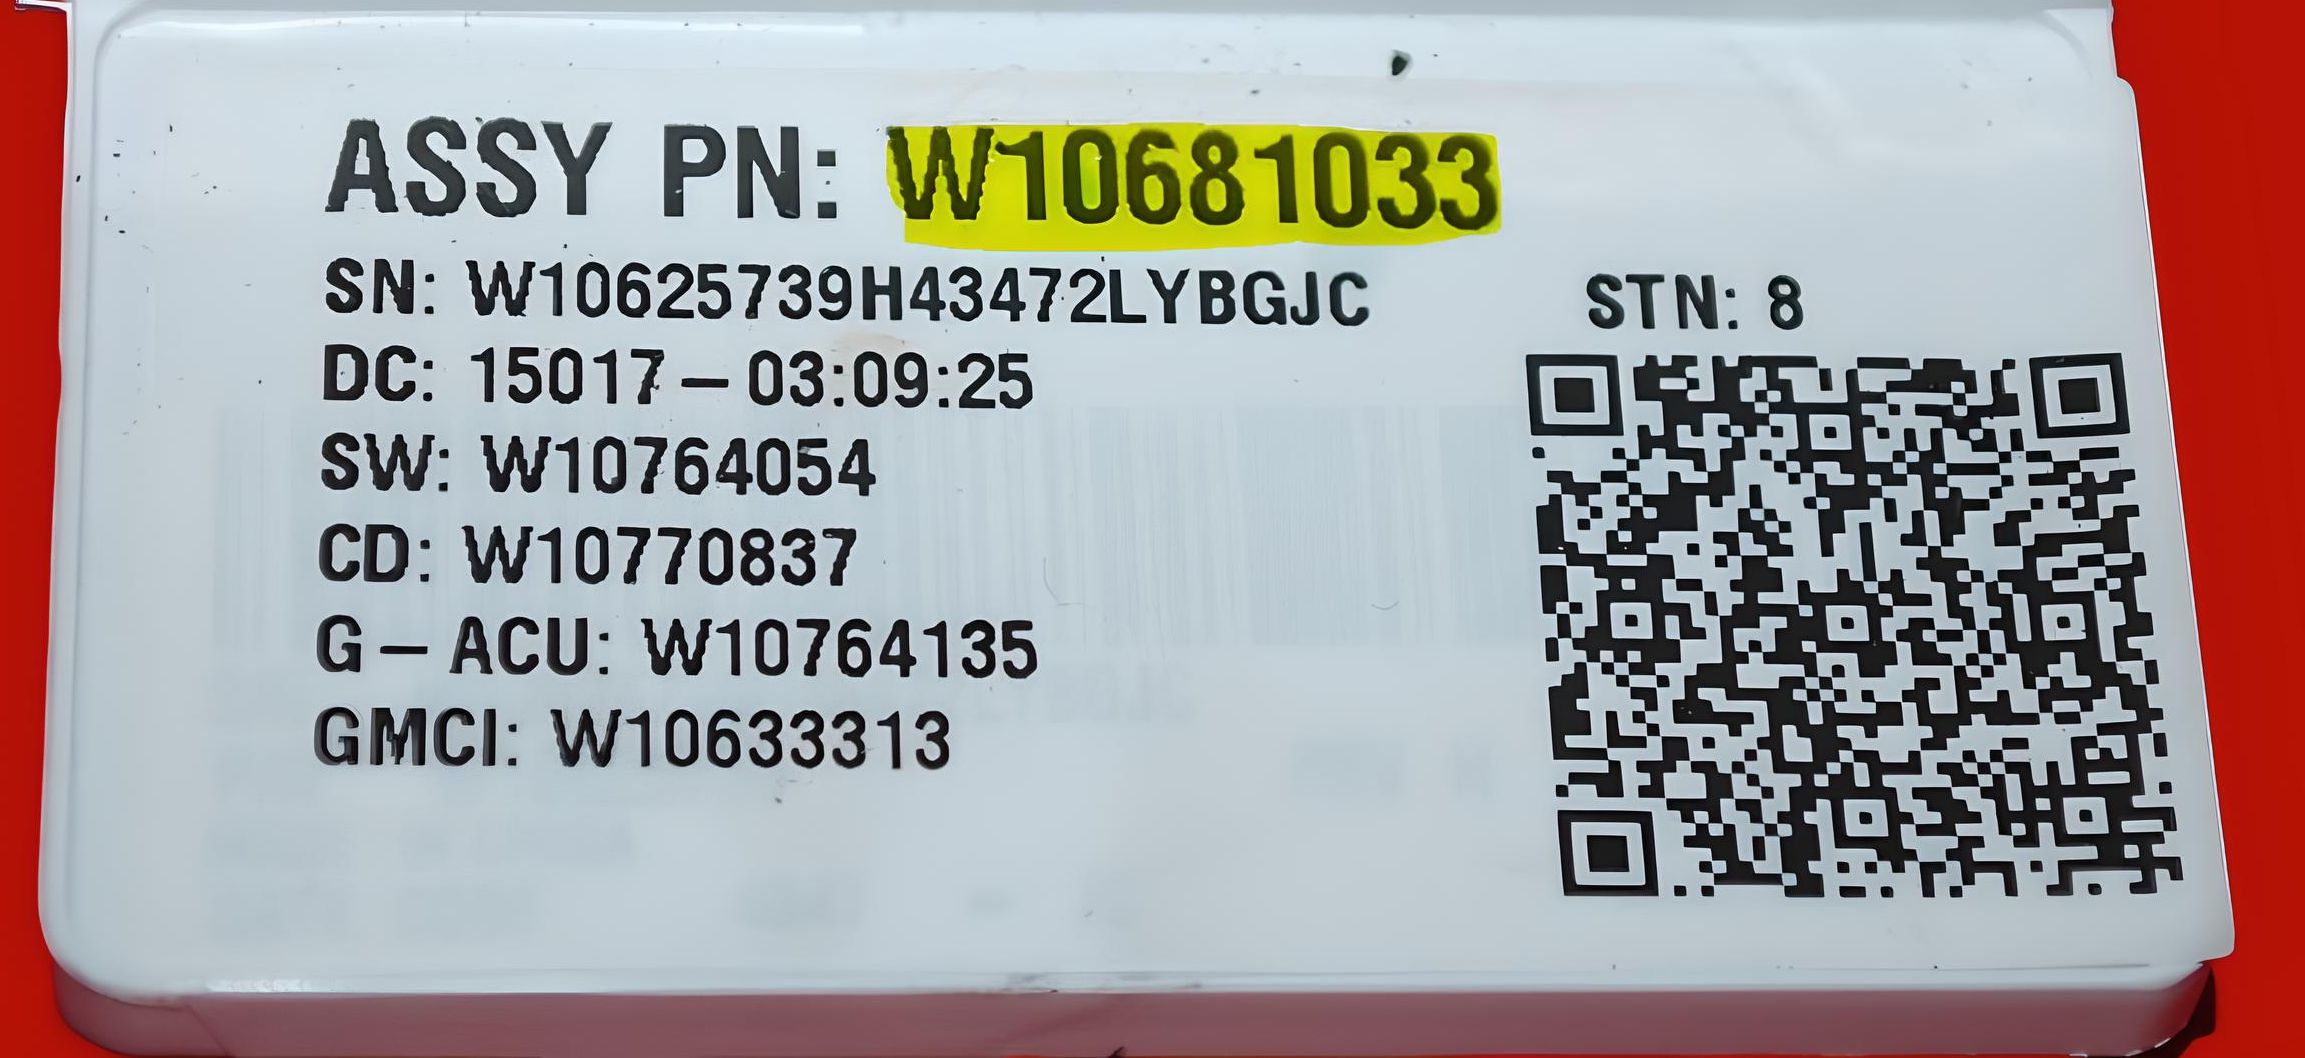 ASSY PN: W10681033
SN: W10625739H43472LYBGJC
STN: 8
DC: 15017 – 03:09:25
SW: W10764054
CD: W10770837
G – ACU: W10764135
GMCI: W10633313